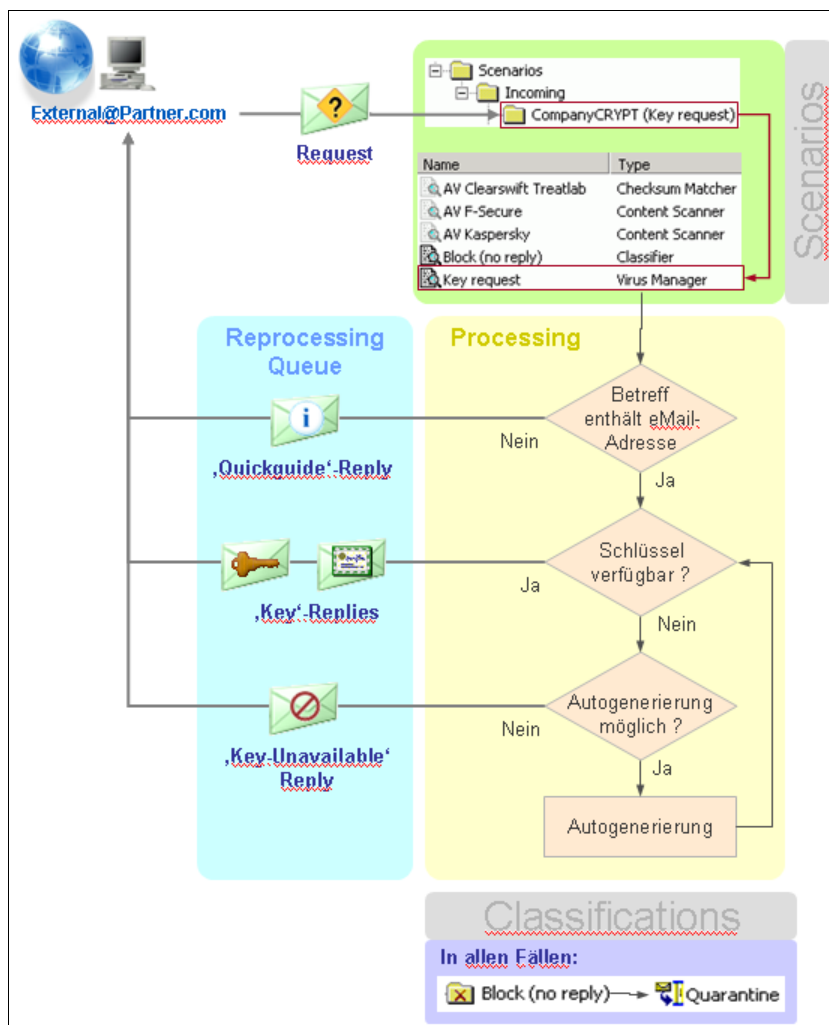 External@Partner.com
Request
Scenarios
Incoming
CompanyCRYPT (Key request)
Name Type
AV Clearswift Treatlab Checksum Matcher
AV F-Secure Content Scanner
AV Kaspersky Content Scanner
Block (no reply) Classifier
Key request Virus Manager
Scenarios
Reprocessing
Queue
Processing
Betreff
enthält eMail-
Adresse
Nein
Ja
‚Quickguide‘-Reply
Schlüssel
verfügbar ?
Ja
Nein
‚Key‘-Replies
Autogenerierung
möglich ?
Nein
Ja
‚Key-Unavailable‘
Reply
Autogenerierung
Classifications
In allen Fällen:
Block (no reply) Quarantine